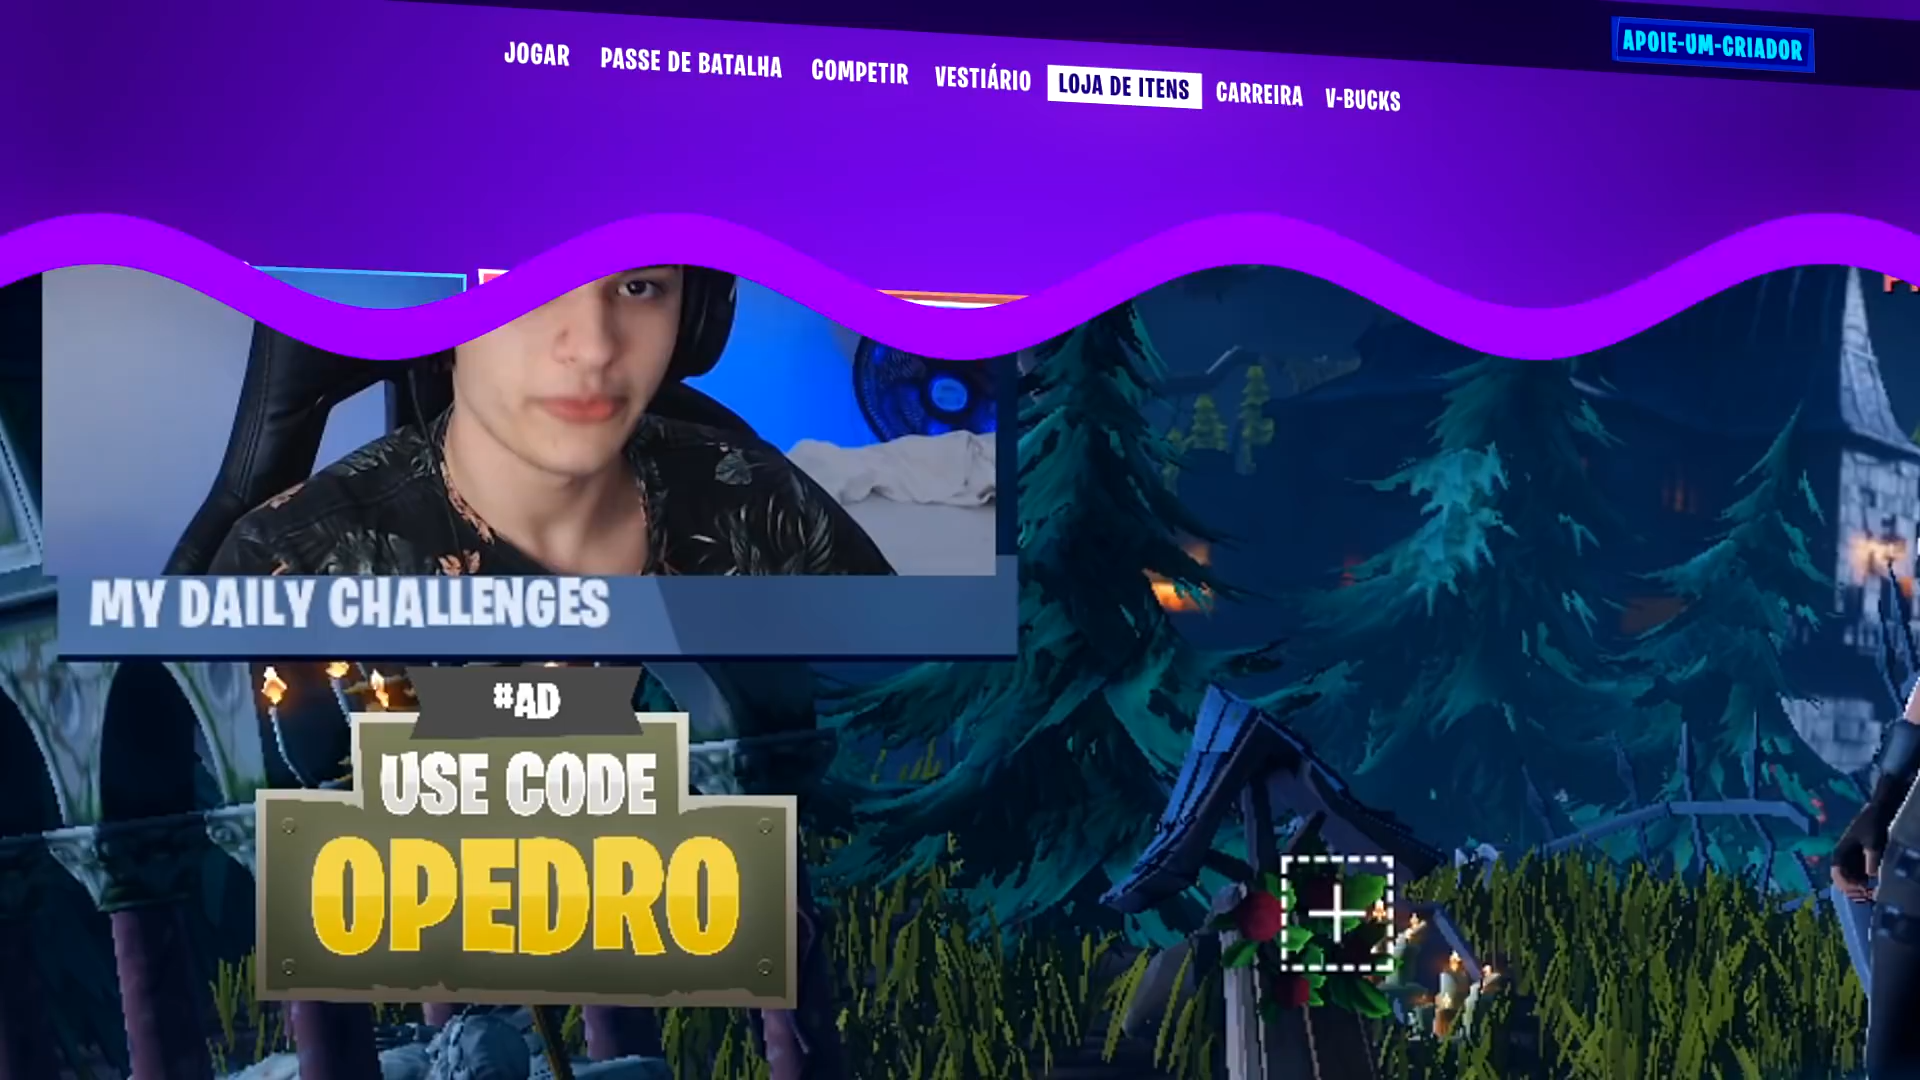 JOGAR PASSE DE BATALHA COMPETIR VESTIÁRIO LOJA DE ITENS CARREIRA V-BUCKS
APOIE-UM-CRIADOR
MY DAILY CHALLENGES
#AD
USE CODE
OPEDRO